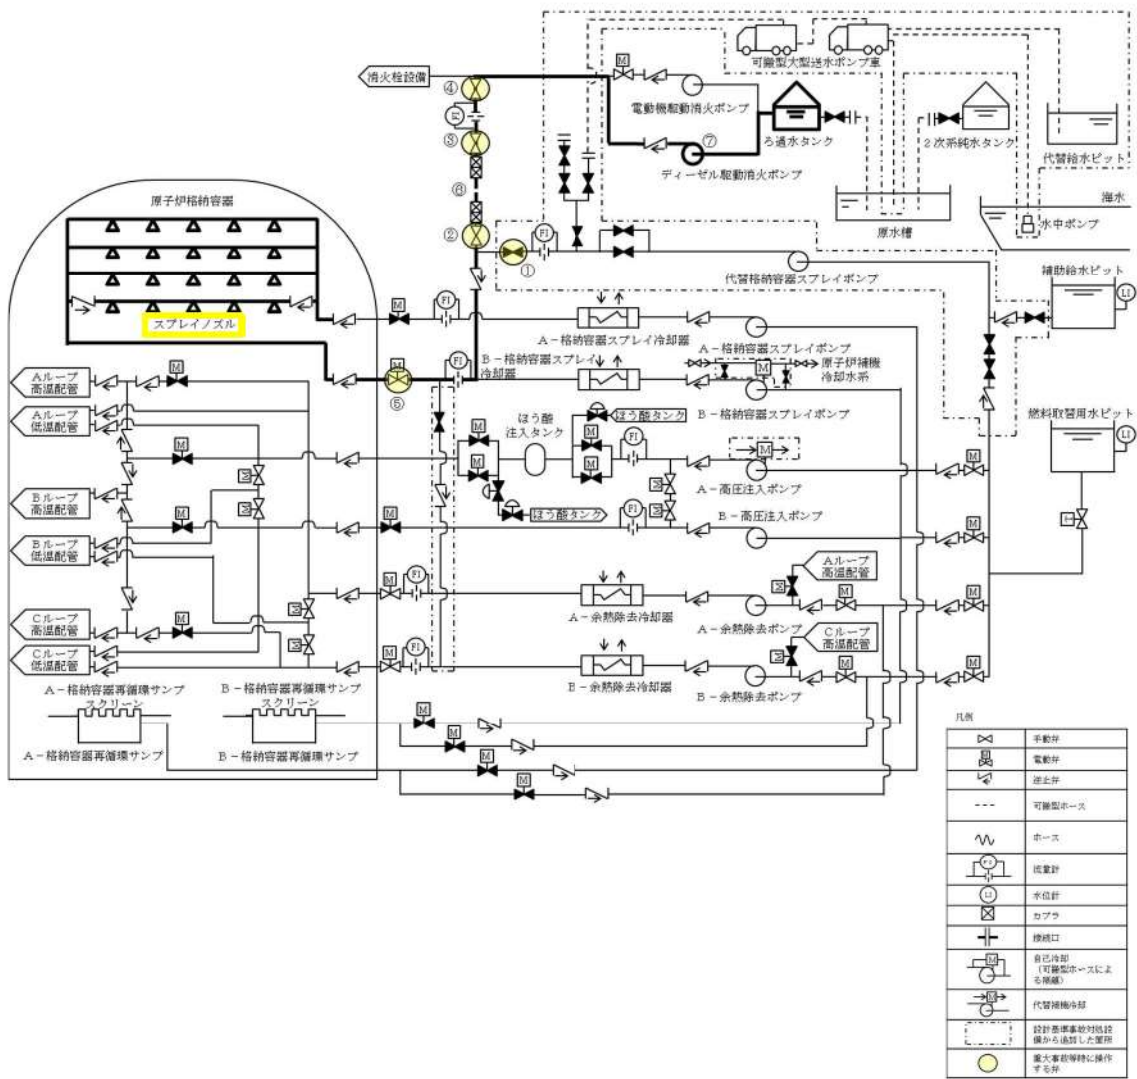 消火栓設備
④
FI
③
⑥
②
①
FI
M
電動機駆動消火ポンプ
⑦
ディーゼル駆動消火ポンプ
可搬型大型送水ポンプ車
ろ過水タンク
2次系純水タンク
代替給水ピット
原水槽
海水
水中ポンプ
代替格納容器スプレイポンプ
補助給水ピット
LI
原子炉格納容器
スプレイノズル
M
FI
A-格納容器スプレイ冷却器
A-格納容器スプレイポンプ
M
⑤
FI
B-格納容器スプレイ
冷却器
M
原子炉補機
冷却水系
B-格納容器スプレイポンプ
燃料取替用水ピット
LI
Aループ
高温配管
M
Aループ
低温配管
M
M
M
ほう酸
注入タンク
ほう酸タンク
M
M
FI
M
A-高圧注入ポンプ
M
M
M
M
M
Bループ
高温配管
M
M
ほう酸タンク
FI
B-高圧注入ポンプ
M
Bループ
低温配管
M
FI
A-余熱除去冷却器
Aループ
高温配管
M
M
A-余熱除去ポンプ
M
Cループ
高温配管
M
M
M
Cループ
低温配管
M
FI
B-余熱除去冷却器
Cループ
高温配管
M
M
B-余熱除去ポンプ
M
A-格納容器再循環サンプ
スクリーン
B-格納容器再循環サンプ
スクリーン
A-格納容器再循環サンプ
B-格納容器再循環サンプ
M
M
M
M
凡例
手動弁
M
電動弁
逆止弁
可搬型ホース
ホース
FI
流量計
LI
水位計
カプラ
接続口
M
自己冷却
(可搬型ホースによ
る隔離)
M
代替補機冷却
設計基準事故対処設
備から追加した箇所
重大事故等時に操作
する弁